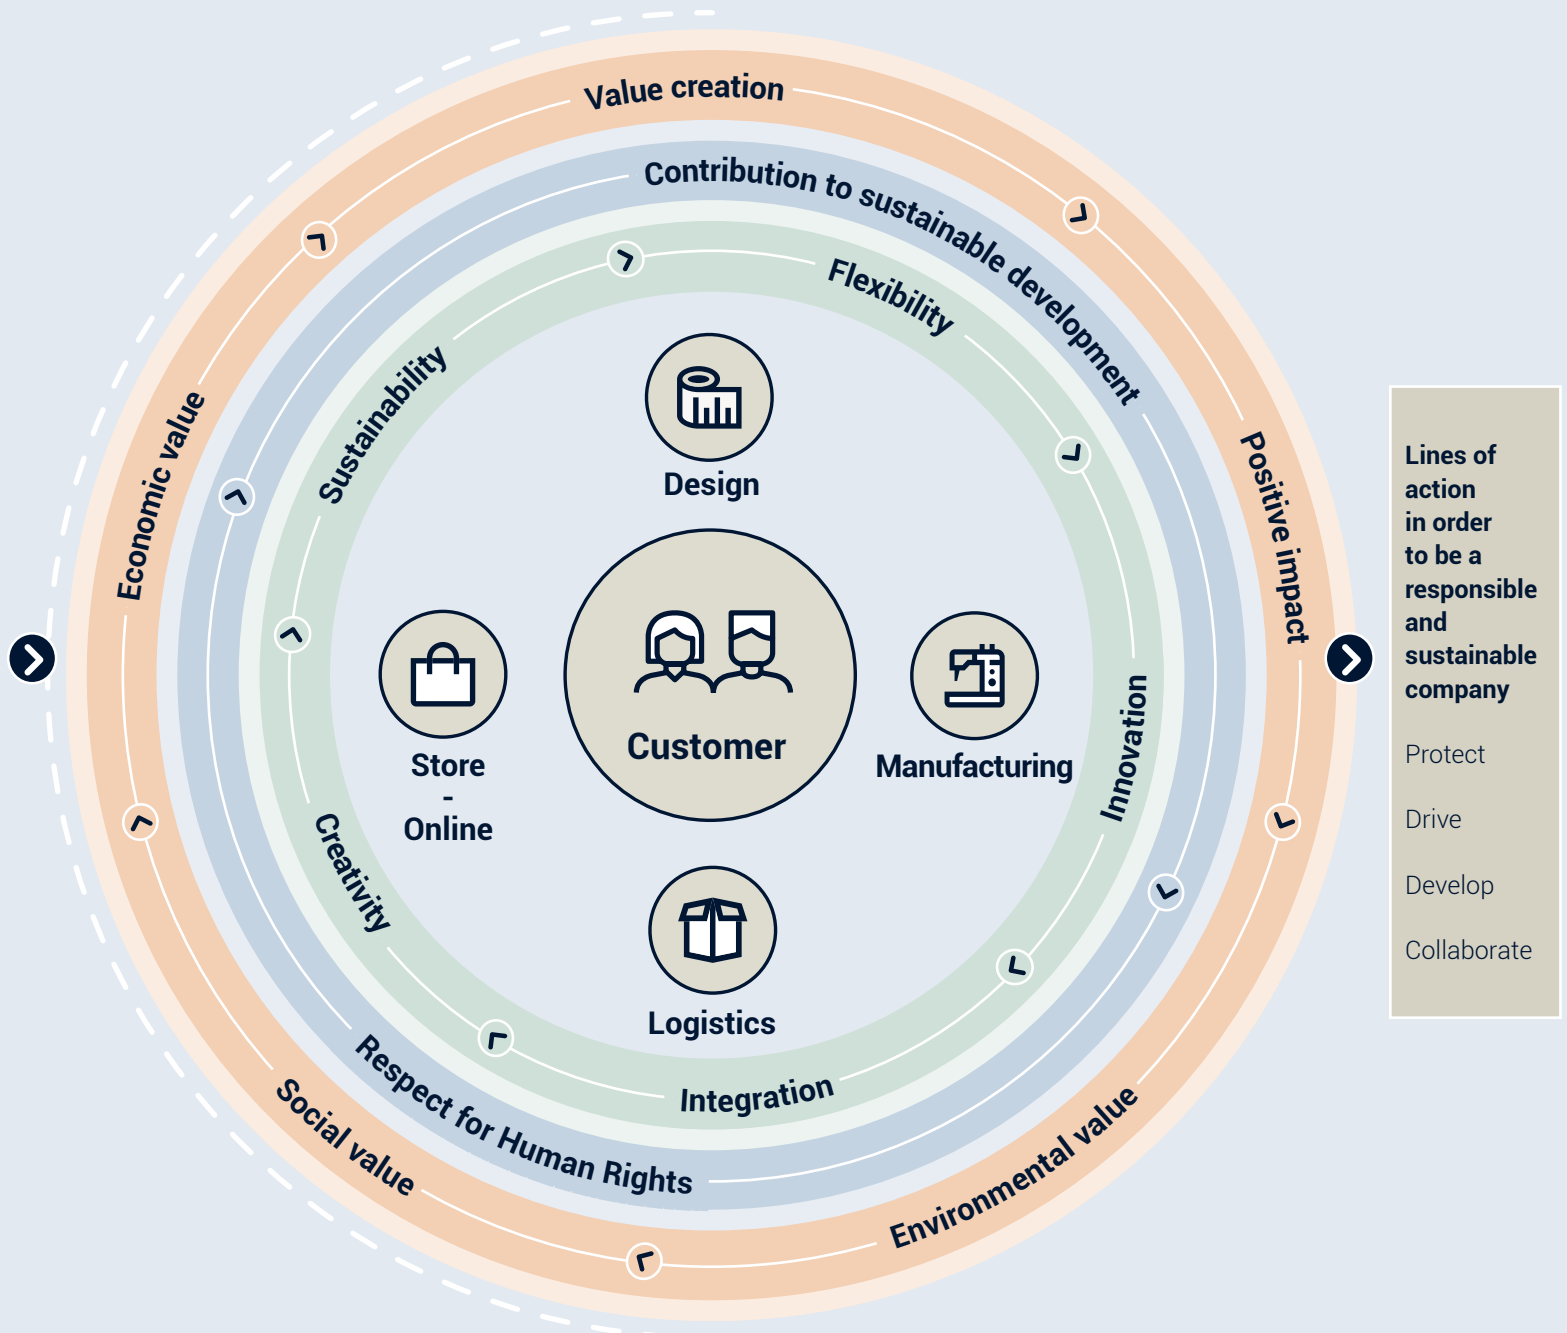 Value creation
Contribution to sustainable development
Flexibility
Sustainability
Economic value
Positive impact
Design
Customer
Store
-
Online
Manufacturing
Innovation
Creativity
Logistics
Integration
Respect for Human Rights
Social value
Environmental value
Lines of
action
in order
to be a
responsible
and
sustainable
company
Protect
Drive
Develop
Collaborate